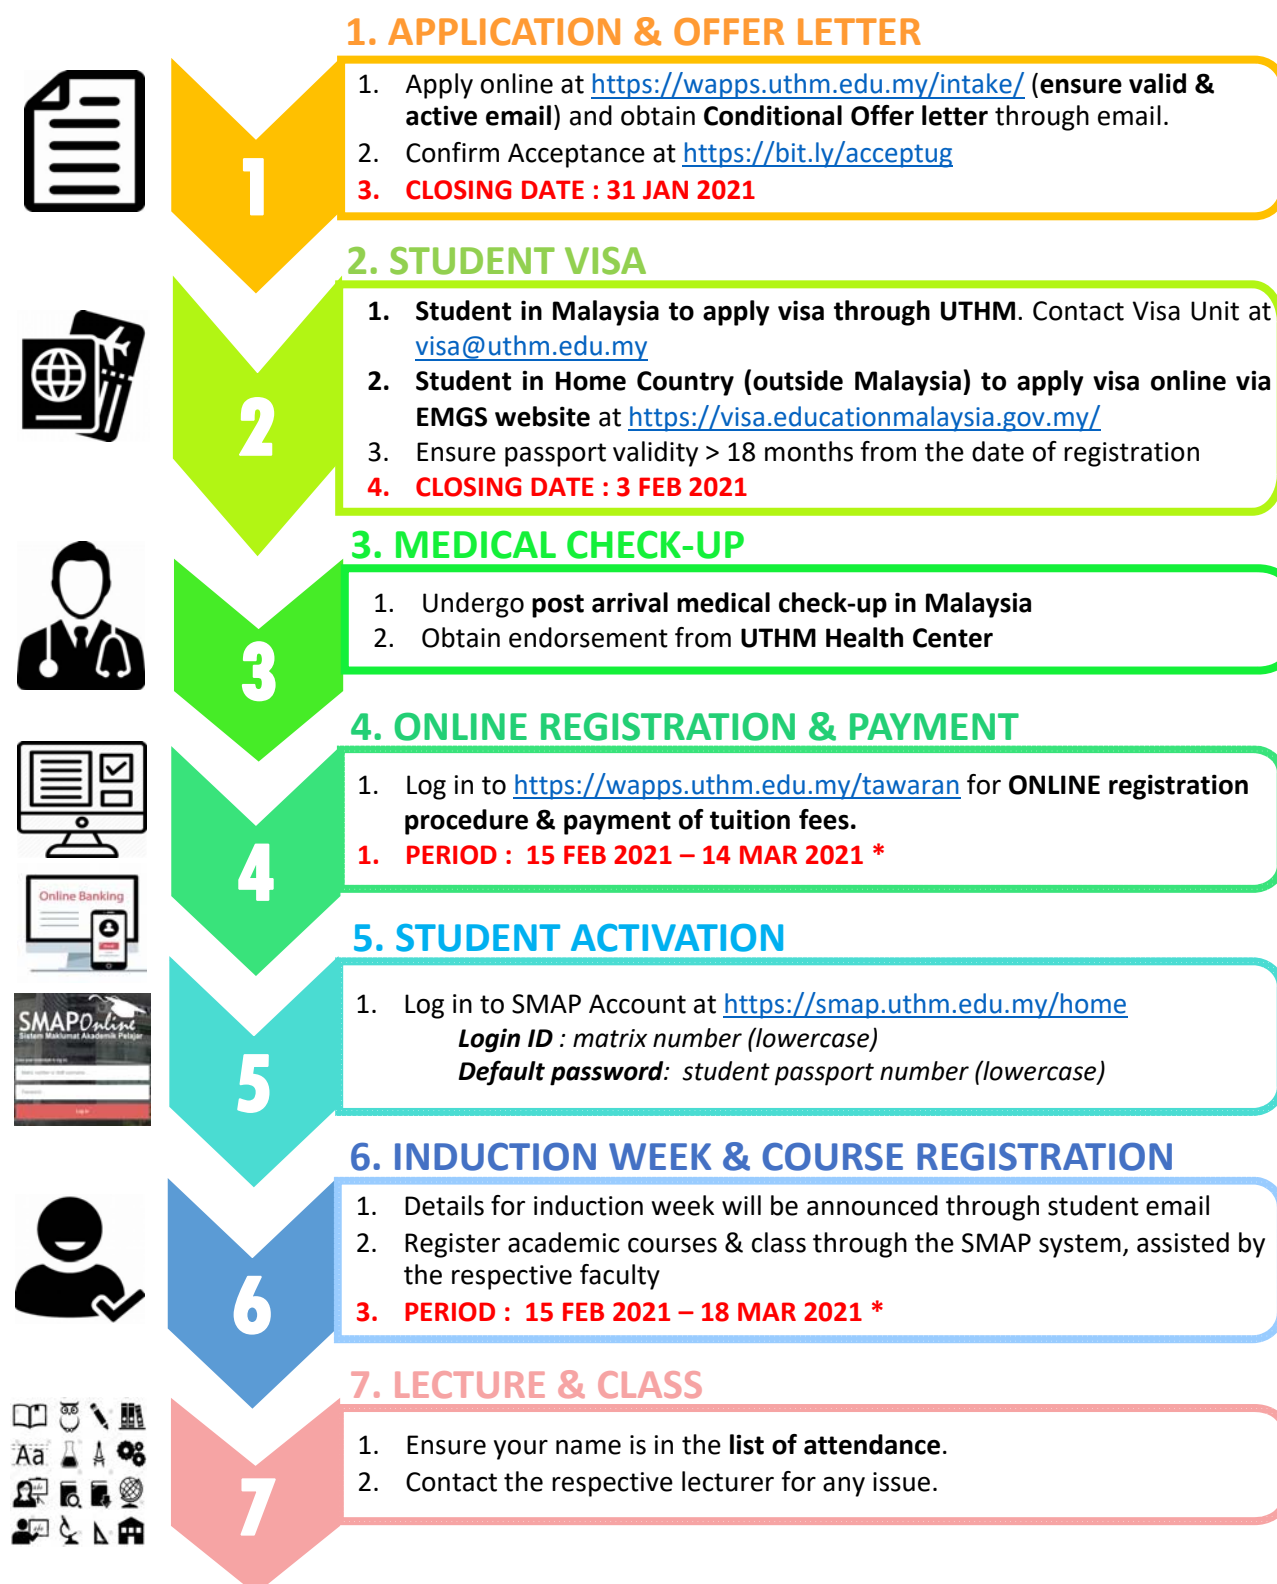 1. APPLICATION & OFFER LETTER
1. Apply online at https://wapps.uthm.edu.my/intake/ (ensure valid &
active email) and obtain Conditional Offer letter through email.
2. Confirm Acceptance at https://bit.ly/acceptug
3. CLOSING DATE : 31 JAN 2021
1
2. STUDENT VISA
1. Student in Malaysia to apply visa through UTHM. Contact Visa Unit at
visa@uthm.edu.my
2. Student in Home Country (outside Malaysia) to apply visa online via
EMGS website at https://visa.educationmalaysia.gov.my/
3. Ensure passport validity > 18 months from the date of registration
4. CLOSING DATE : 3 FEB 2021
2
3. MEDICAL CHECK-UP
1. Undergo post arrival medical check-up in Malaysia
2. Obtain endorsement from UTHM Health Center
3
4. ONLINE REGISTRATION & PAYMENT
1. Log in to https://wapps.uthm.edu.my/tawaran for ONLINE registration
procedure & payment of tuition fees.
1. PERIOD : 15 FEB 2021 – 14 MAR 2021 *
4
Online Banking
5. STUDENT ACTIVATION
1. Log in to SMAP Account at https://smap.uthm.edu.my/home
Login ID : matrix number (lowercase)
Default password: student passport number (lowercase)
5
SMAPOnline
Sistem Maklumat Akademik Pelajar
Password
Log in
6. INDUCTION WEEK & COURSE REGISTRATION
1. Details for induction week will be announced through student email
2. Register academic courses & class through the SMAP system, assisted by
the respective faculty
3. PERIOD : 15 FEB 2021 – 18 MAR 2021 *
6
7. LECTURE & CLASS
1. Ensure your name is in the list of attendance.
2. Contact the respective lecturer for any issue.
7
Aa